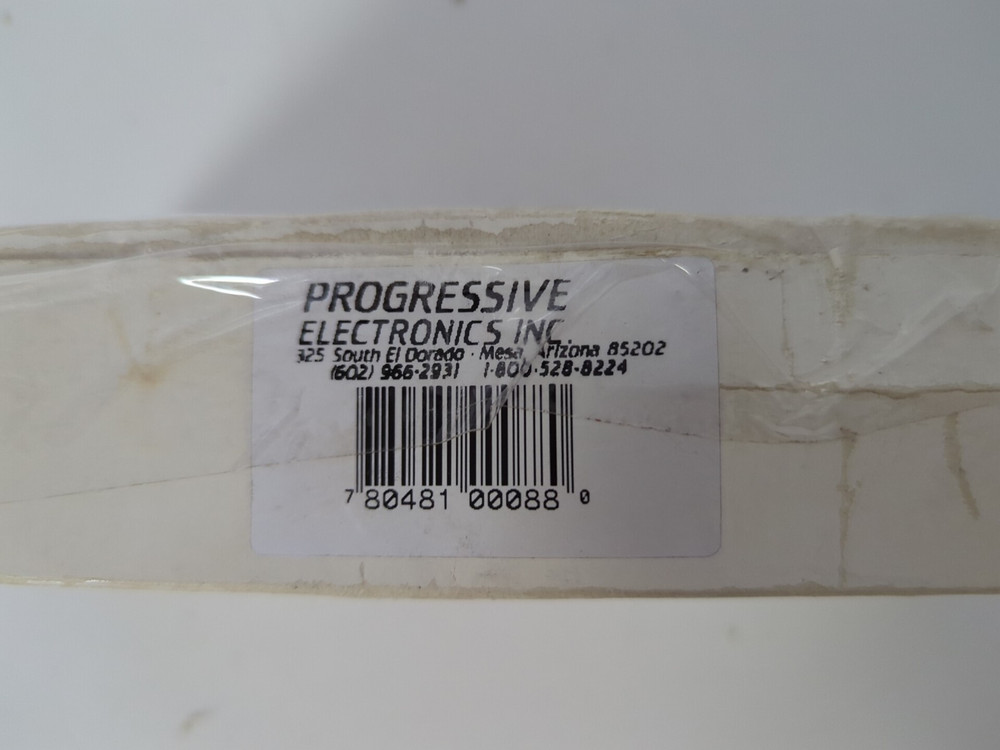 PROGRESSIVE
ELECTRONICS INC.
325 South El Dorado · Mesa, Arizona 85202
(602) 966-2931 1-800-528-8224
7 80481 00088 0